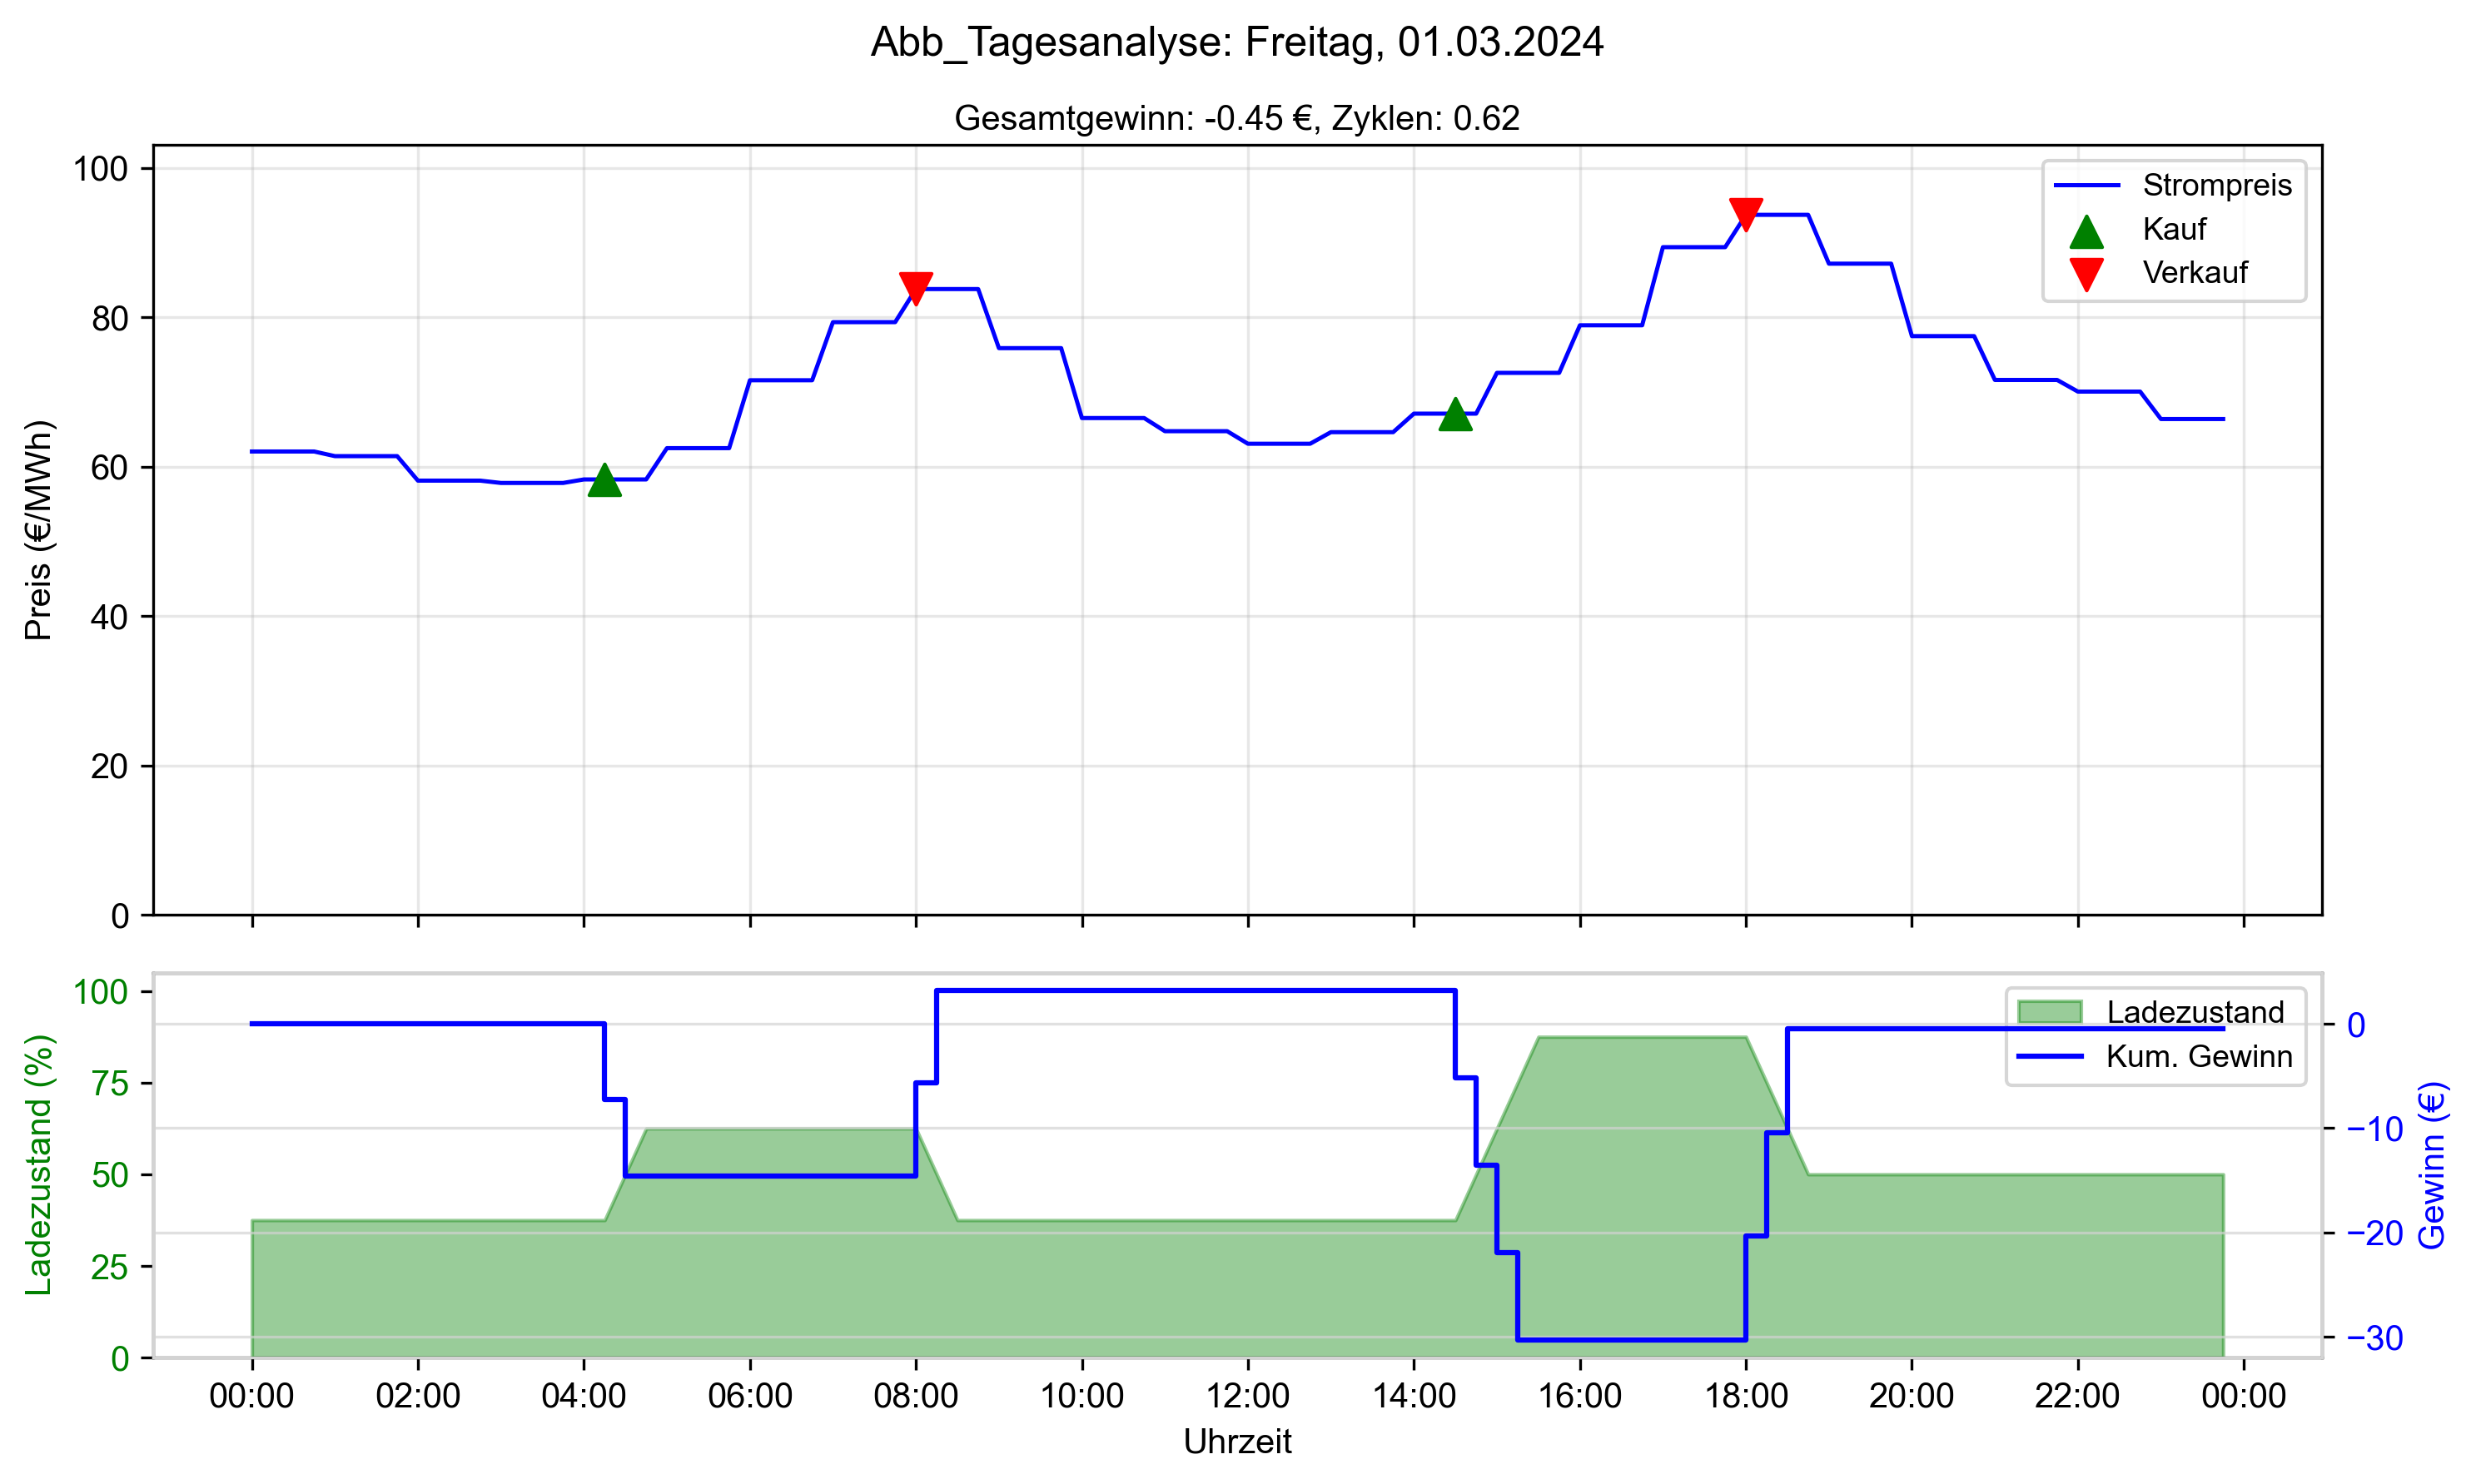 Abb_Tagesanalyse: Freitag, 01.03.2024
Gesamtgewinn: -0.45 €, Zyklen: 0.62
Preis (€/MWh)
100
80
60
40
20
0
Strompreis
Kauf
Verkauf
Ladezustand (%)
100
75
50
25
0
Ladezustand
Kum. Gewinn
0
−10
−20
−30
Gewinn (€)
00:00 02:00 04:00 06:00 08:00 10:00 12:00 14:00 16:00 18:00 20:00 22:00 00:00
Uhrzeit